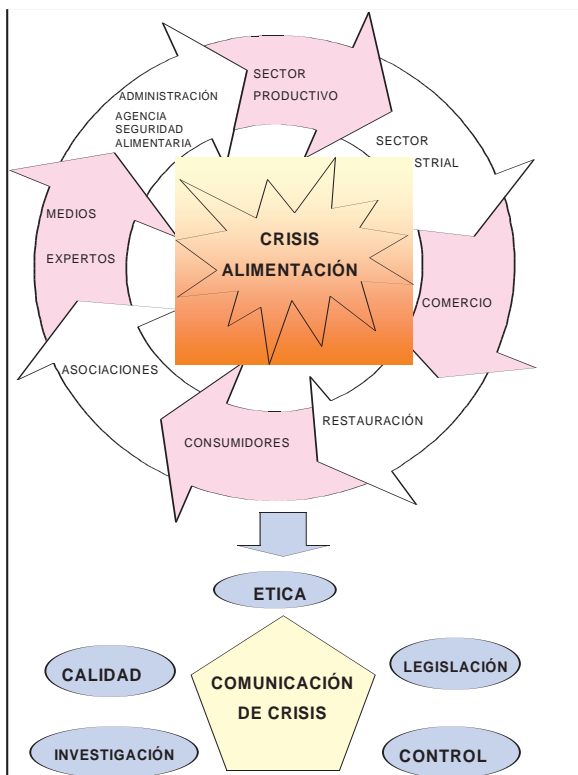 SECTOR
PRODUCTIVO
ADMINISTRACIÓN
AGENCIA
SEGURIDAD
ALIMENTARIA
SECTOR
STRIAL
MEDIOS
EXPERTOS
CRISIS
ALIMENTACIÓN
COMERCIO
ASOCIACIONES
RESTAURACIÓN
CONSUMIDORES
ETICA
CALIDAD
LEGISLACIÓN
COMUNICACIÓN
DE CRISIS
INVESTIGACIÓN
CONTROL